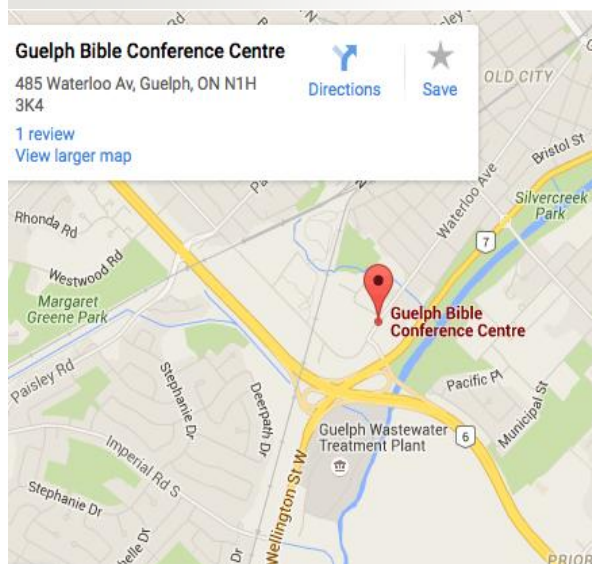 Guelph Bible Conference Centre
485 Waterloo Av, Guelph, ON N1H
3K4
1 review
View larger map
Directions
Save
OLD CITY
Bristol St
Waterloo Ave
Silvercreek
Park
7
Rhonda Rd
Westwood Rd
Margaret
Greene Park
Guelph Bible
Conference Centre
Paisley Rd
Stephanie Dr
Deerpath Dr
Pacific Pl
Municipal St
6
Guelph Wastewater
Treatment Plant
Imperial Rd S
Stephanie Dr
Wellington St W
Dr
PRIOR